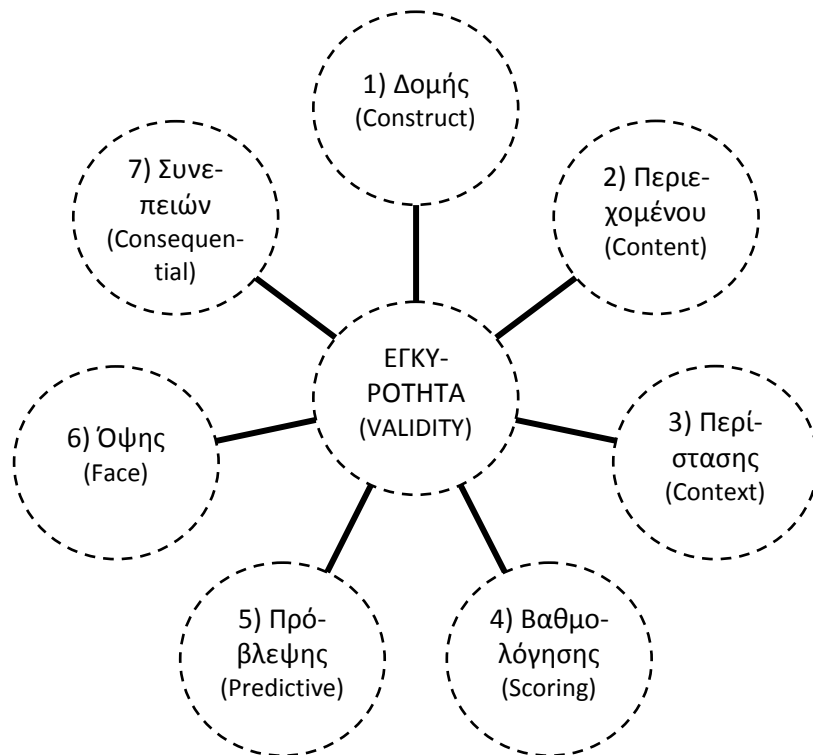 1) Δομής
(Construct)
2) Περιε-
χομένου
(Content)
3) Περί-
στασης
(Context)
4) Βαθμο-
λόγησης
(Scoring)
5) Πρό-
βλεψης
(Predictive)
6) Όψης
(Face)
7) Συνε-
πειών
(Consequen-
tial)
ΕΓΚΥ-
ΡΟΤΗΤΑ
(VALIDITY)